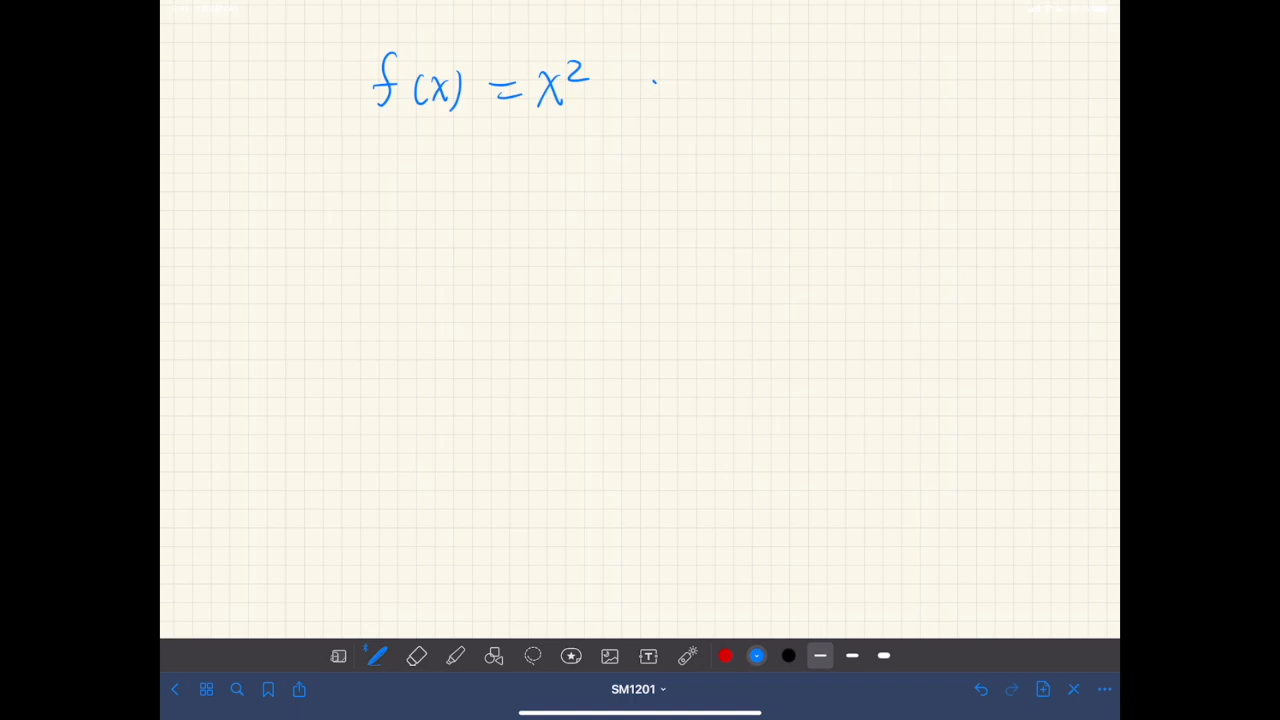 f(x) = x²
SM1201